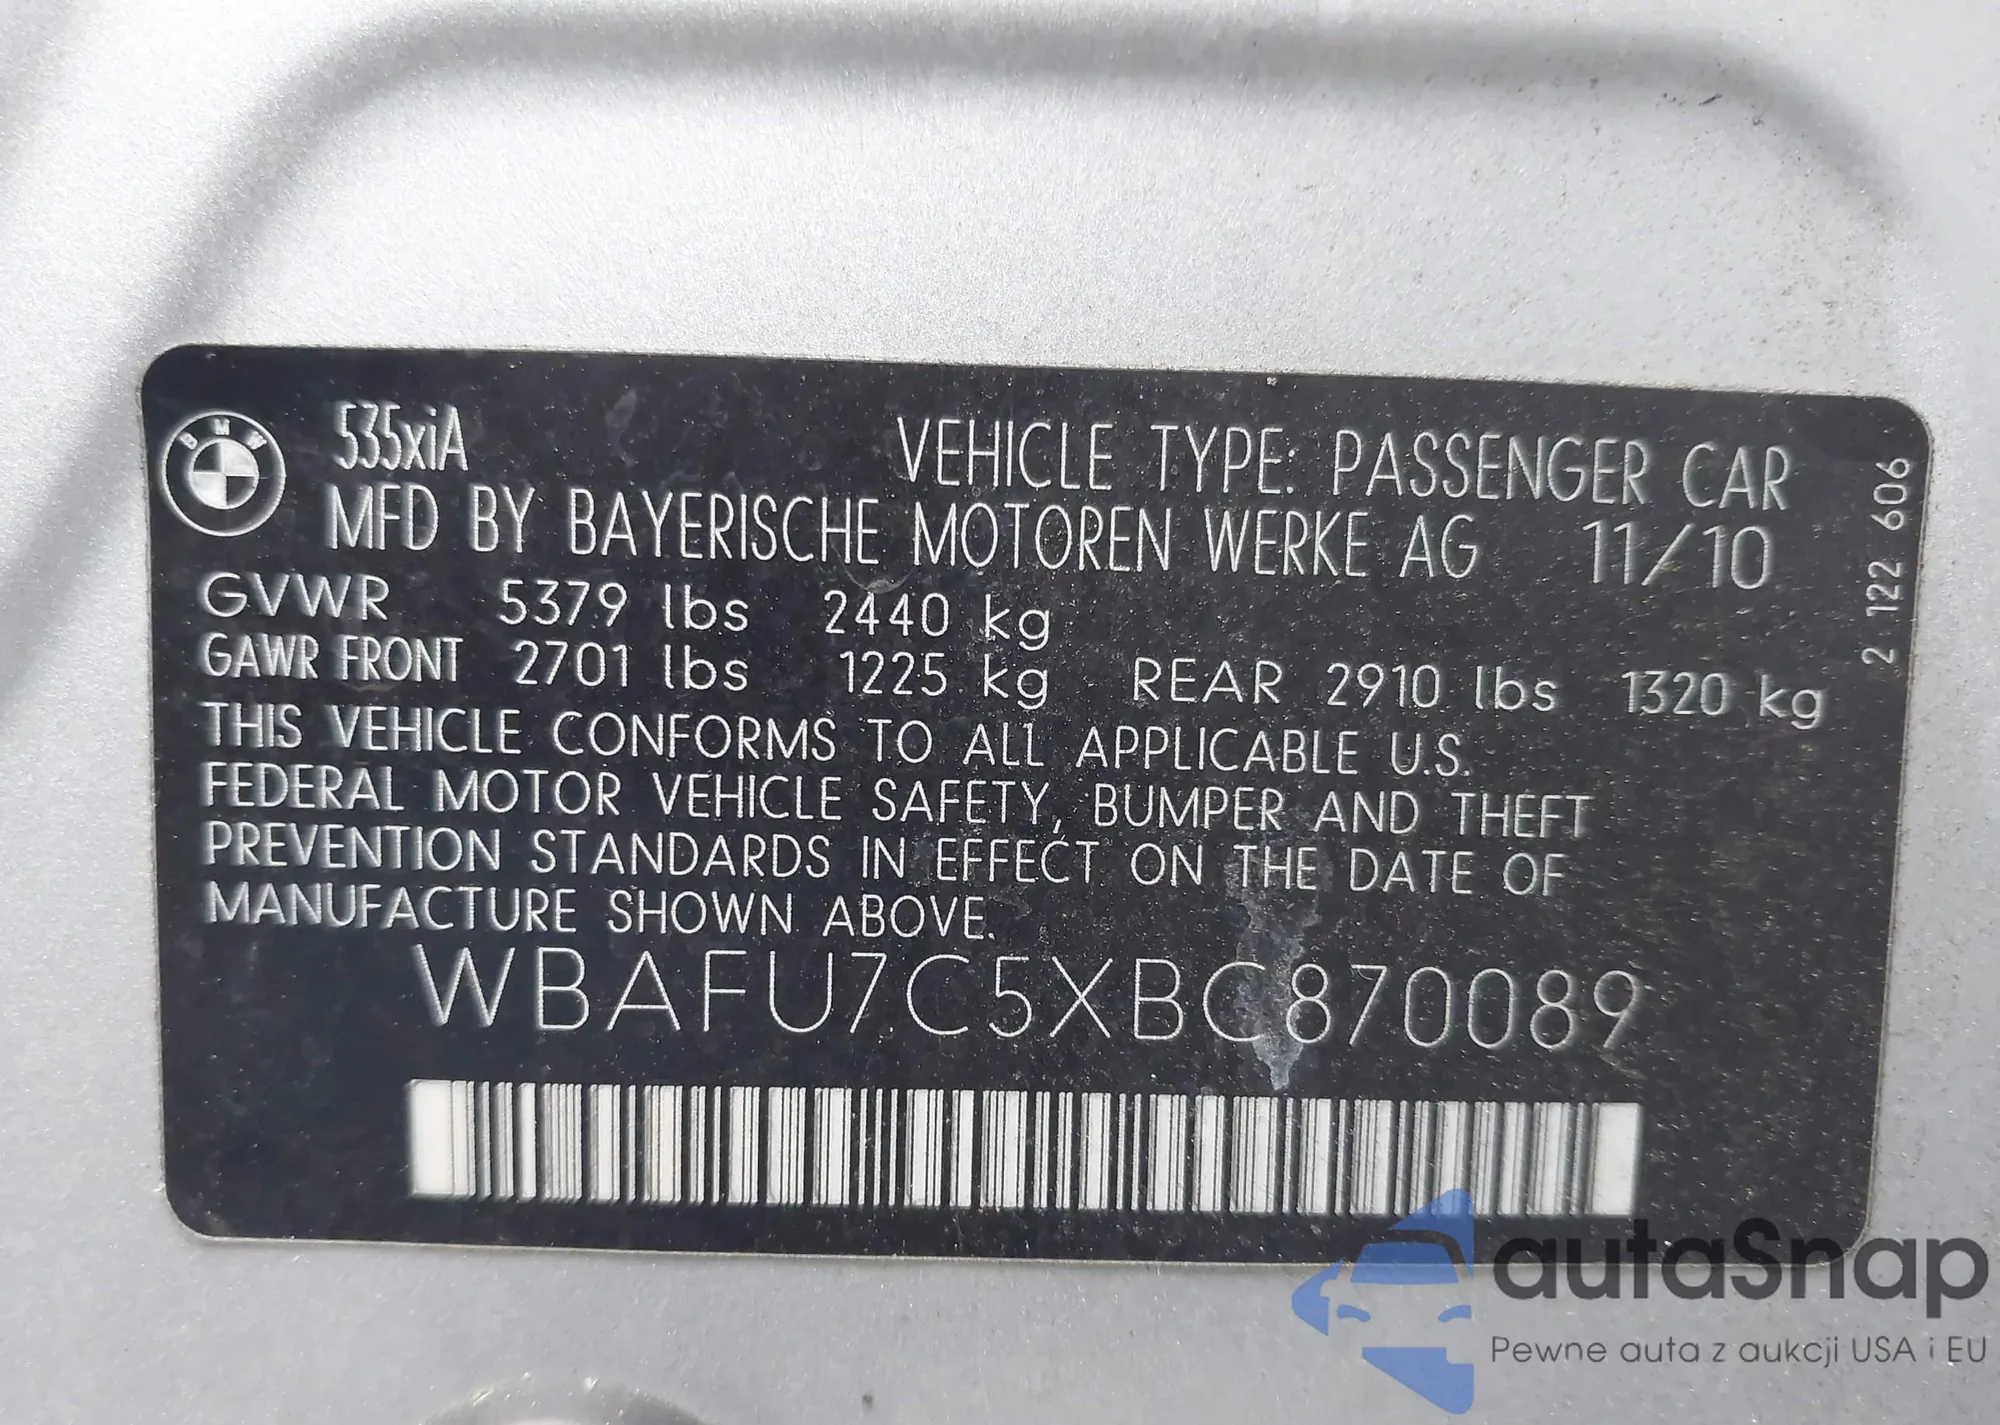 BMW
535xiA
VEHICLE TYPE: PASSENGER CAR
MFD BY BAYERISCHE MOTOREN WERKE AG 11/10
GVWR 5379 lbs 2440 kg
GAWR FRONT 2701 lbs 1225 kg REAR 2910 lbs 1320 kg
THIS VEHICLE CONFORMS TO ALL APPLICABLE U.S.
FEDERAL MOTOR VEHICLE SAFETY, BUMPER AND THEFT
PREVENTION STANDARDS IN EFFECT ON THE DATE OF
MANUFACTURE SHOWN ABOVE.
WBAFU7C5XBC870089
2 122 606
autaSnap
Pewne auta z aukcji USA i EU